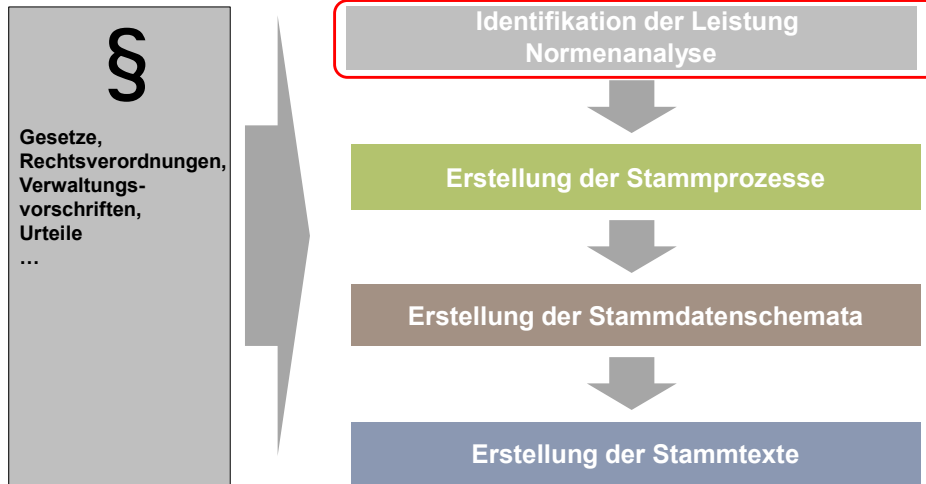 §
Gesetze,
Rechtsverordnungen,
Verwaltungs-
vorschriften,
Urteile
…
Identifikation der Leistung
Normenanalyse
Erstellung der Stammprozesse
Erstellung der Stammdatenschemata
Erstellung der Stammtexte